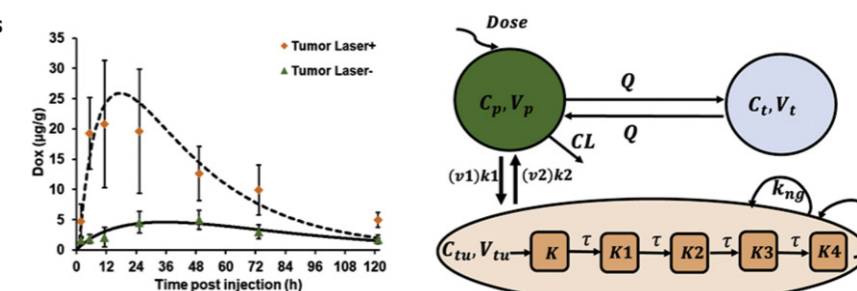 s
35
30
25
20
15
10
5
0
Dox (µg/g)
Tumor Laser+
Tumor Laser-
0 12 24 36 48 60 72 84 96 108 120
Time post injection (h)
Dose
Cp, Vp
Q
Q
Ct, Vt
CL
(v1)k1
(v2)k2
kng
Ctu, Vtu
K τ K1 τ K2 τ K3 τ K4